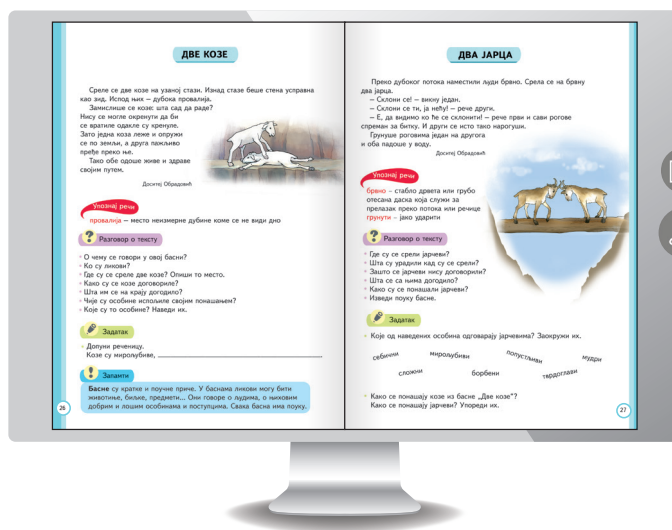 ДВЕ КОЗЕ
Среле се две козе на узаној стази. Изнад стазе беше стена усправна
као зид. Испод њих – дубока провалија.
Замислише се козе: шта сад да раде?
Нису се могле окренути да би
се вратиле одакле су кренуле.
Зато једна коза леже и опружи
се по земљи, а друга пажљиво
пређе преко ње.
Тако обе одоше живе и здраве
својим путем.
Доситеј Обрадовић
Упознај речи
провалија – место неизмерне дубине коме се не види дно
? Разговор о тексту
• О чему се говори у овој басни?
• Ко су ликови?
• Где су се среле две козе? Опиши то место.
• Како су се козе договориле?
• Шта им се на крају догодило?
• Чије су особине испољиле својим понашањем?
• Које су то особине? Наведи их.
Задатак
• Допуни реченицу.
Козе су мирољубиве,
! Запамти
Басне су кратке и поучне приче. У баснама ликови могу бити
животиње, биљке, предмети... Они говоре о људима, о њиховим
добрим и лошим особинама и поступцима. Свака басна има поуку.
26
ДВА ЈАРЦА
Преко дубоког потока наместили људи брвно. Срела се на брвну
два јарца.
– Склони се! – викну један.
– Склони се ти, ја нећу! – рече други.
– Е, да видимо ко ће се склонити! – рече први и сави рогове
спреман за битку. И други се исто тако нарогуши.
Грунуше роговима један на другога
и оба падоше у воду.
Доситеј Обрадовић
Упознај речи
брвно – стабло дрвета или грубо
отесана даска која служи за
прелазак преко потока или речице
грунути – јако ударити
? Разговор о тексту
• Где су се срели јарчеви?
• Шта су урадили кад су се срели?
• Зашто се јарчеви нису договорили?
• Шта се са њима догодило?
• Како су се понашали јарчеви?
• Изведи поуку басне.
Задатак
• Које од наведених особина одговарају јарчевима? Заокружи их.
себични мирољубиви попустљиви мудри
сложни борбени тврдоглави
• Како се понашају козе из басне „Две козе"?
Како се понашају јарчеви? Упореди их.
27